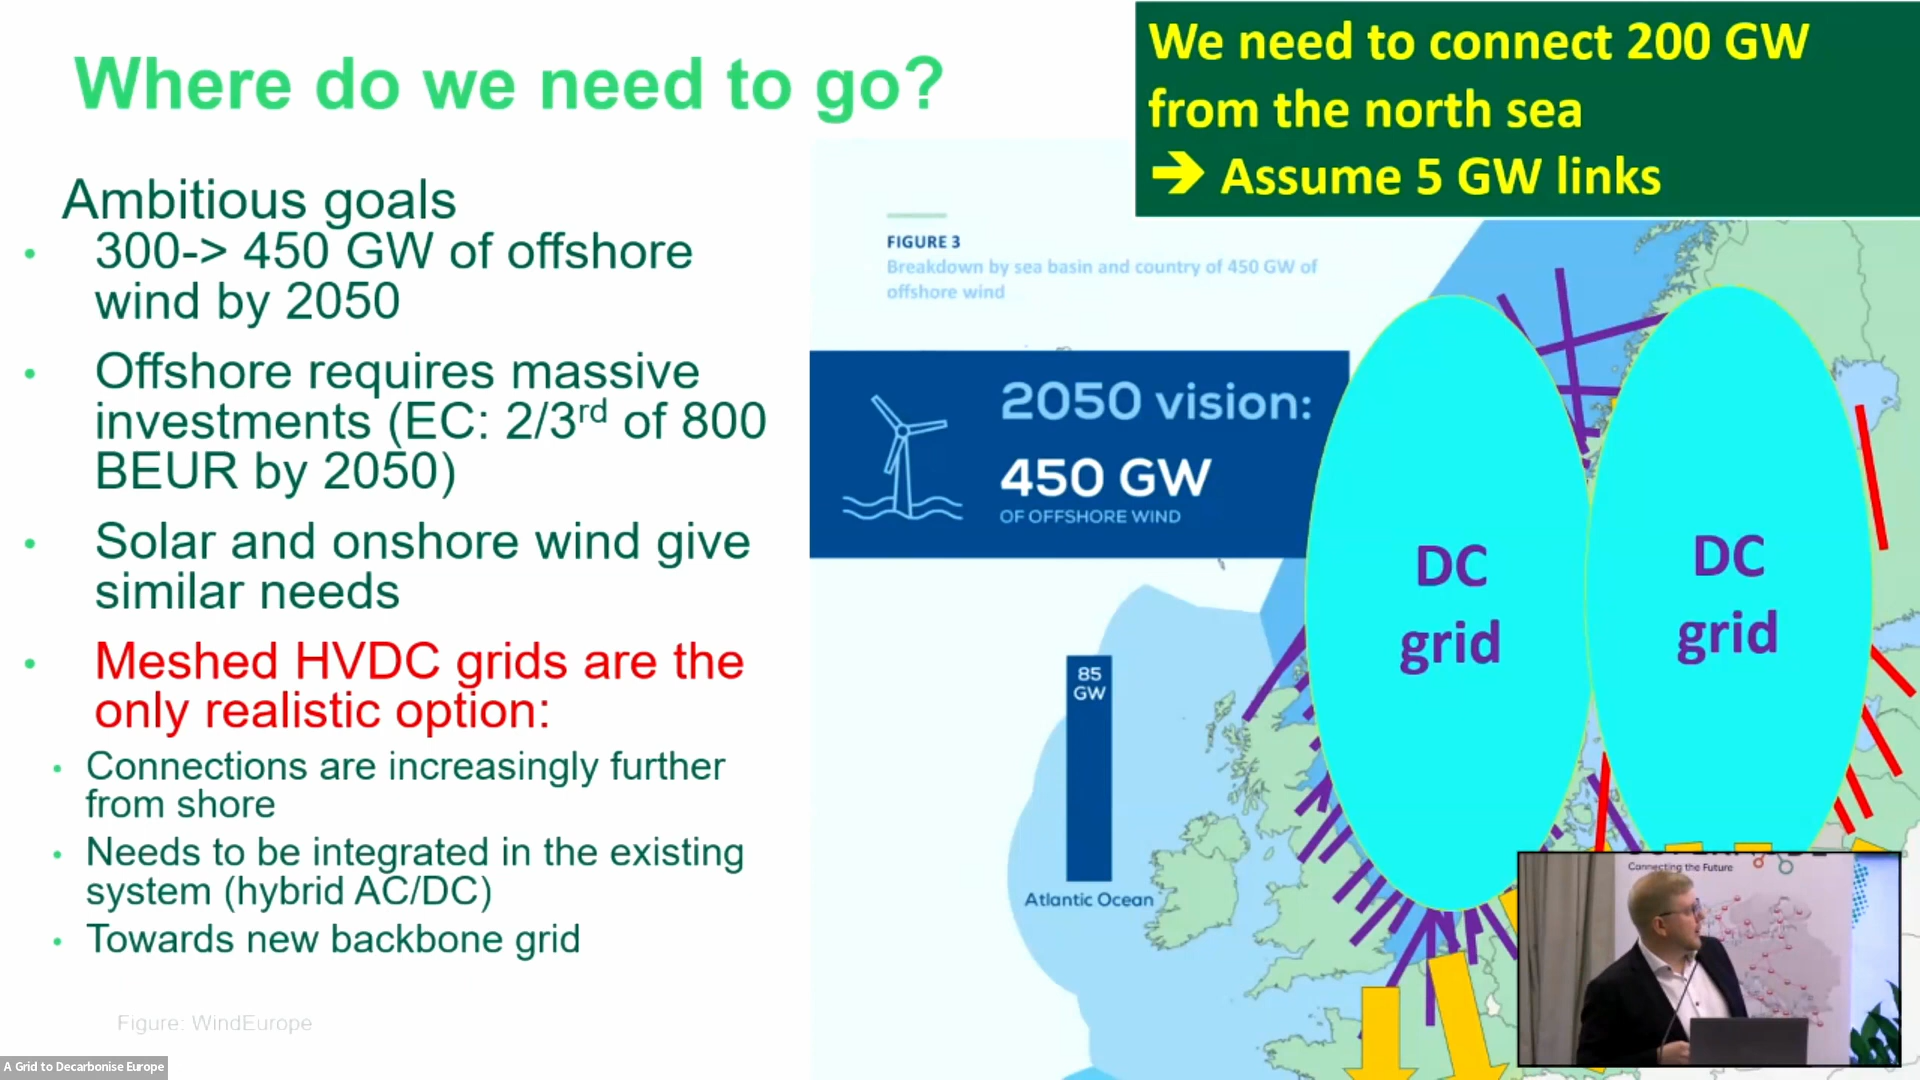 Where do we need to go?
We need to connect 200 GW
from the north sea
➔ Assume 5 GW links
Ambitious goals
• 300-> 450 GW of offshore
wind by 2050
• Offshore requires massive
investments (EC: 2/3rd of 800
BEUR by 2050)
• Solar and onshore wind give
similar needs
• Meshed HVDC grids are the
only realistic option:
• Connections are increasingly further
from shore
• Needs to be integrated in the existing
system (hybrid AC/DC)
• Towards new backbone grid
Figure: WindEurope
FIGURE 3
Breakdown by sea basin and country of 450 GW of
offshore wind
2050 vision:
450 GW
OF OFFSHORE WIND
85
GW
Atlantic Ocean
DC
grid
DC
grid
Connecting the Future
A Grid to Decarbonise Europe